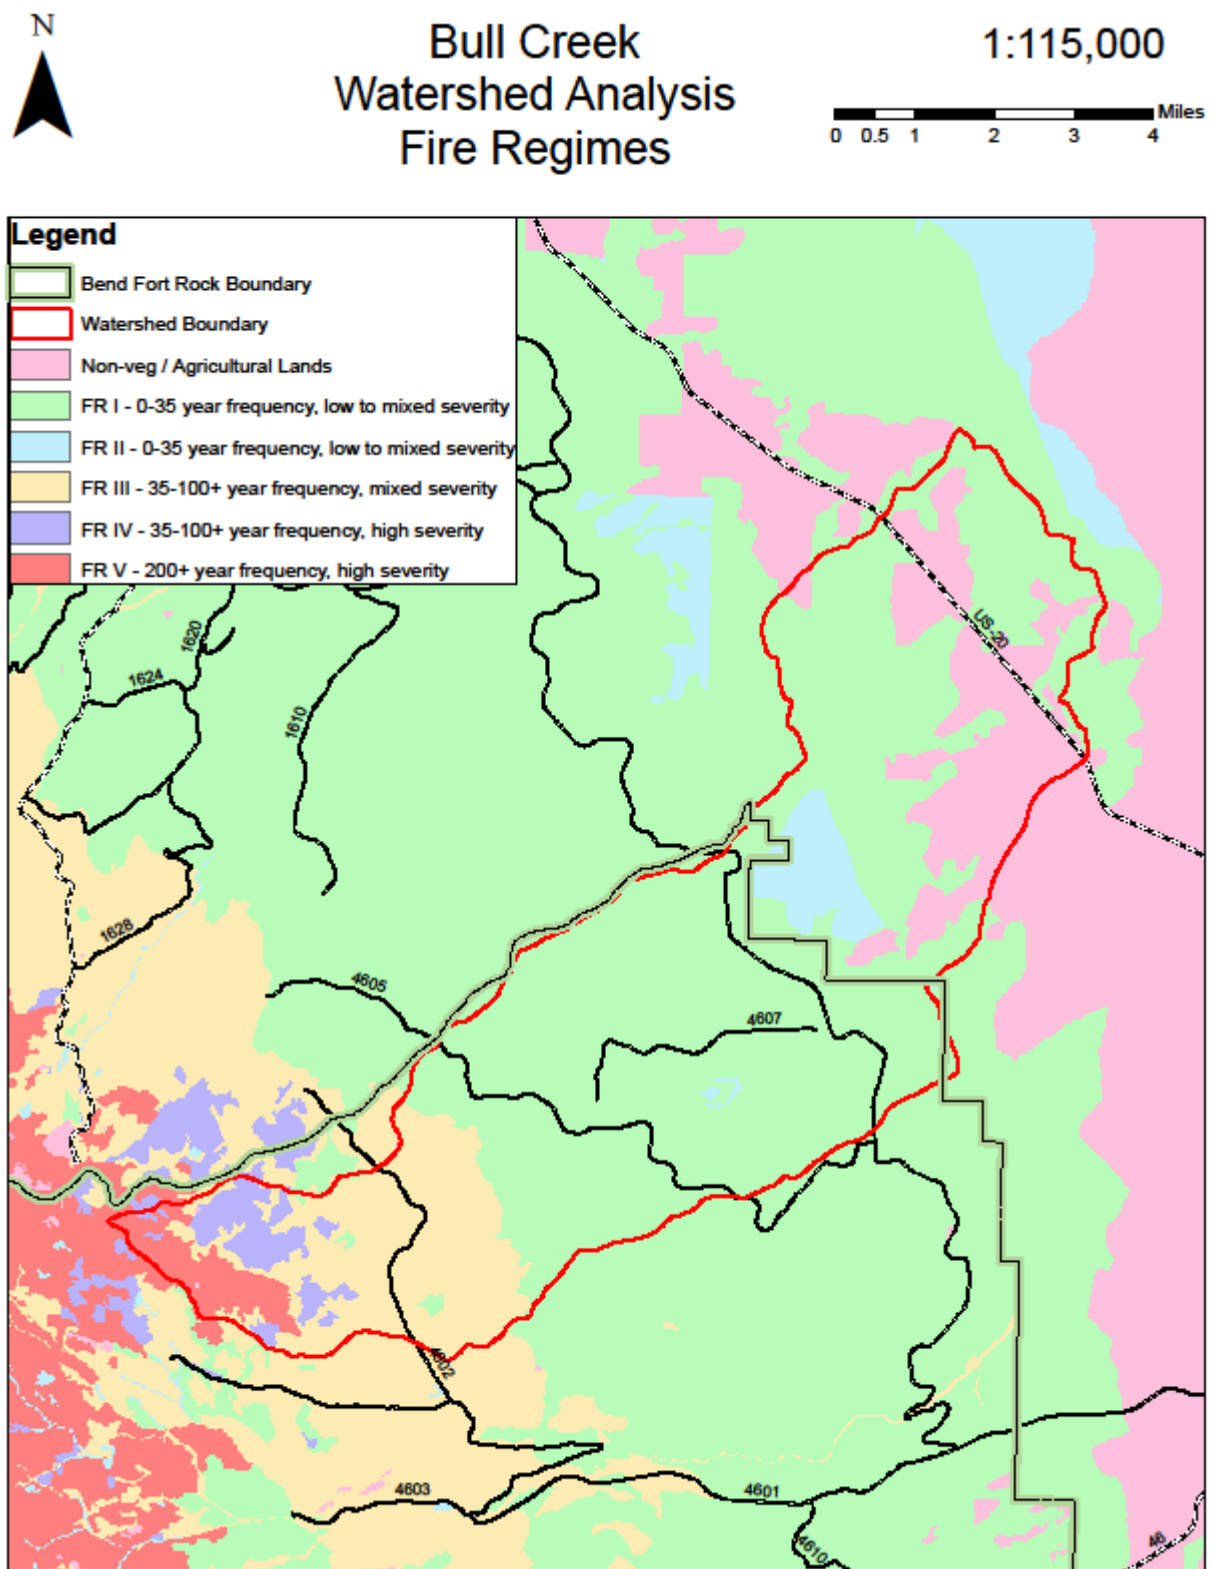 N
Bull Creek
Watershed Analysis
Fire Regimes
1:115,000
Miles
0 0.5 1 2 3 4
Legend
Bend Fort Rock Boundary
Watershed Boundary
Non-veg / Agricultural Lands
FR I - 0-35 year frequency, low to mixed severity
FR II - 0-35 year frequency, low to mixed severity
FR III - 35-100+ year frequency, mixed severity
FR IV - 35-100+ year frequency, high severity
FR V - 200+ year frequency, high severity
1620
US-20
1624
1610
1628
4605
4607
4602
4603
4601
4610
46